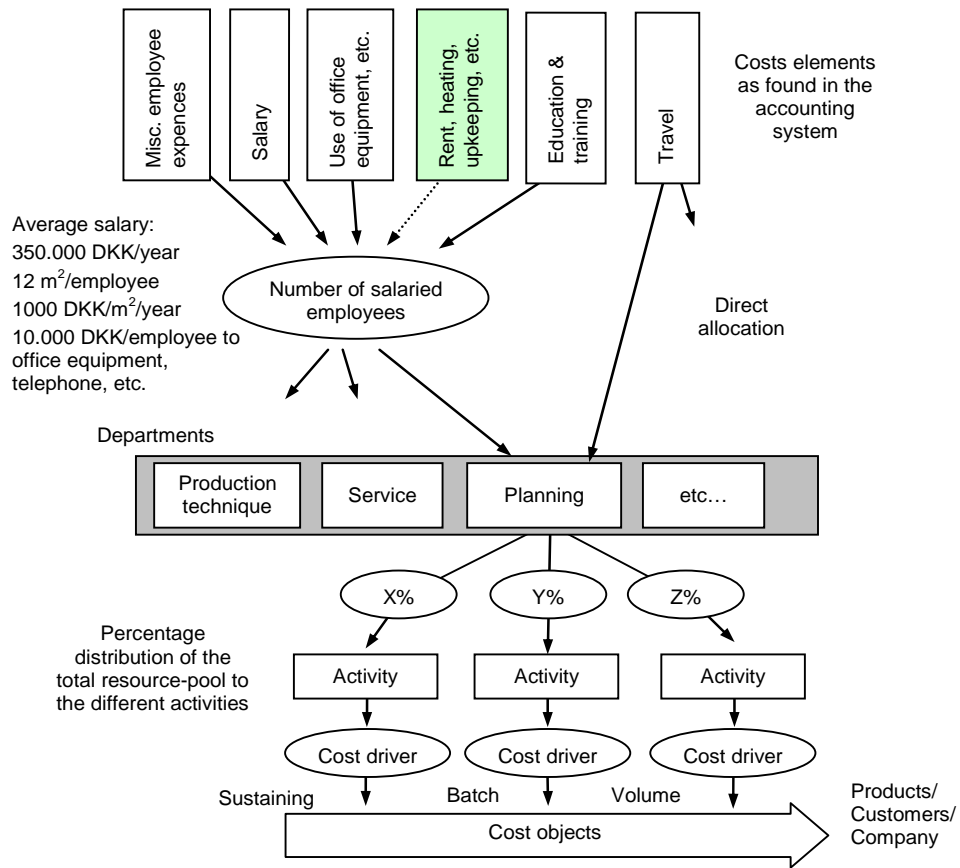 Misc. employee
expences
Salary
Use of office
equipment, etc.
Rent, heating,
upkeeping, etc.
Education &
training
Travel
Costs elements
as found in the
accounting
system
Average salary:
350.000 DKK/year
12 m²/employee
1000 DKK/m²/year
10.000 DKK/employee to
office equipment,
telephone, etc.
Number of salaried
employees
Direct
allocation
Departments
Production
technique
Service
Planning
etc…
X%
Y%
Z%
Percentage
distribution of the
total resource-pool to
the different activities
Activity
Activity
Activity
Cost driver
Cost driver
Cost driver
Sustaining
Batch
Volume
Cost objects
Products/
Customers/
Company